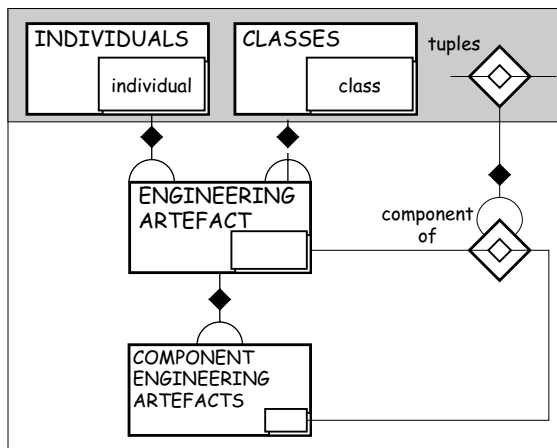 INDIVIDUALS
individual
CLASSES
class
tuples
ENGINEERING
ARTEFACT
component
of
COMPONENT
ENGINEERING
ARTEFACTS